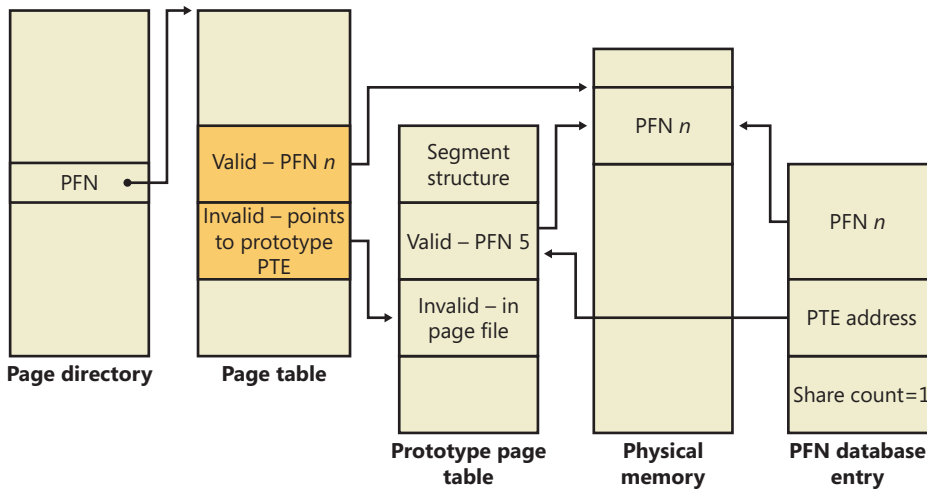 PFN
Page directory
Valid – PFN n
Invalid – points
to prototype
PTE
Page table
Segment
structure
Valid – PFN 5
Invalid – in
page file
Prototype page
table
PFN n
Physical
memory
PFN n
PTE address
Share count=1
PFN database
entry